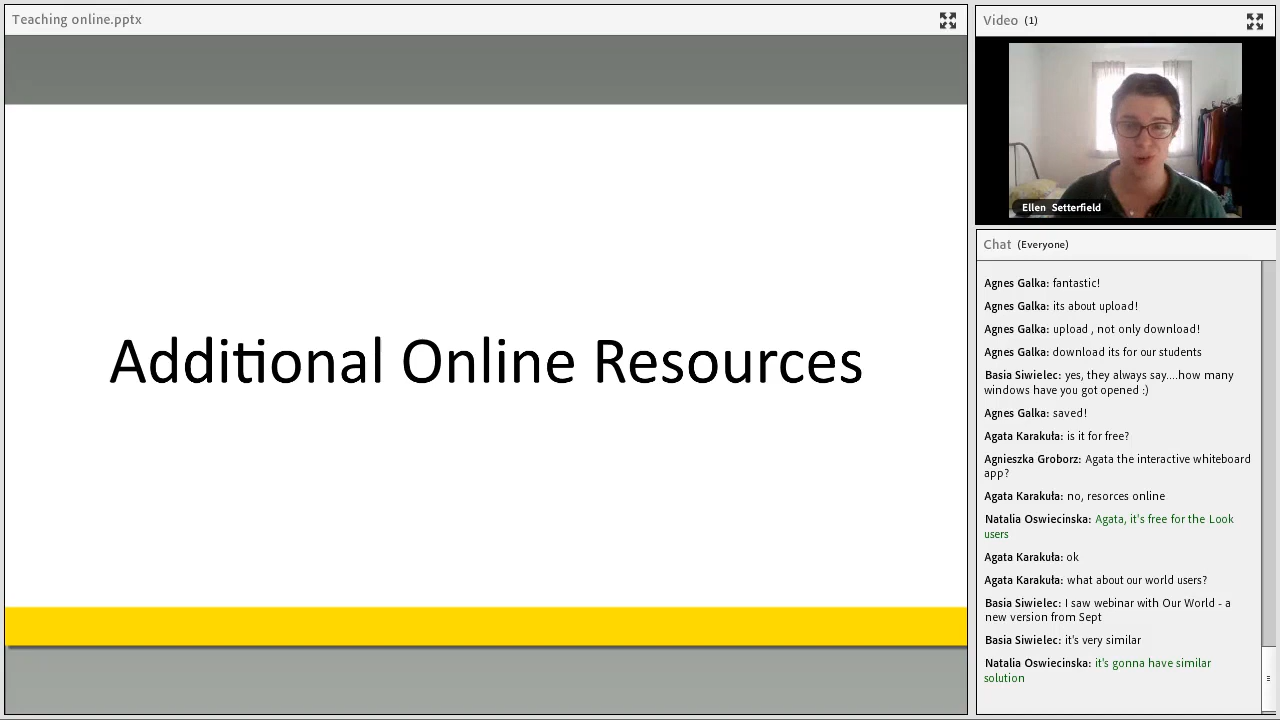 Teaching online.pptx
Additional Online Resources
Video (1)
Ellen Setterfield
Chat (Everyone)
Agnes Galka: fantastic!
Agnes Galka: its about upload!
Agnes Galka: upload , not only download!
Agnes Galka: download its for our students
Basia Siwielec: yes, they always say....how many
windows have you got opened :)
Agnes Galka: saved!
Agata Karakuła: is it for free?
Agnieszka Groborz: Agata the interactive whiteboard
app?
Agata Karakuła: no, resorces online
Natalia Oswiecinska: Agata, it's free for the Look
users
Agata Karakuła: ok
Agata Karakuła: what about our world users?
Basia Siwielec: I saw webinar with Our World - a
new version from Sept
Basia Siwielec: it's very similar
Natalia Oswiecinska: it's gonna have similar
solution